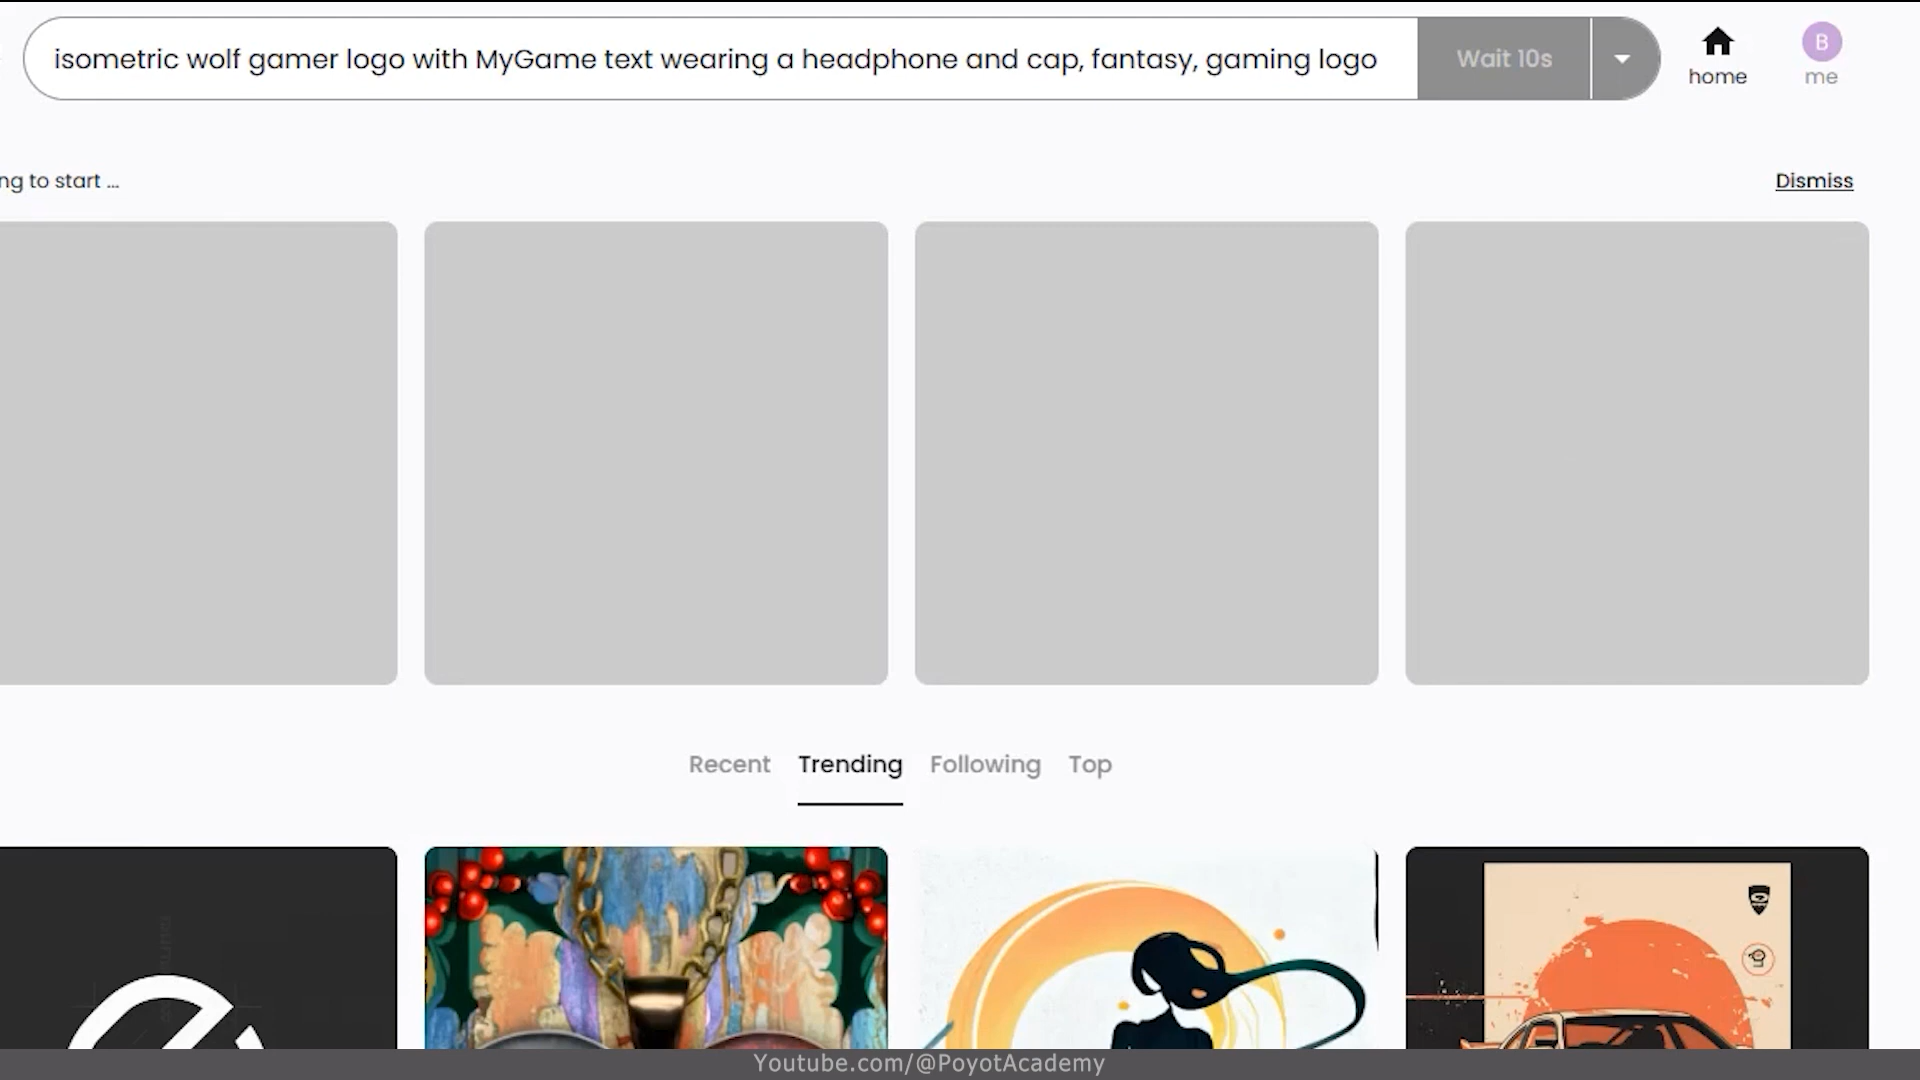 isometric wolf gamer logo with MyGame text wearing a headphone and cap, fantasy, gaming logo
Wait 10s
home
B
me
ng to start ...
Dismiss
Recent
Trending
Following
Top
Youtube.com/@PoyotAcademy